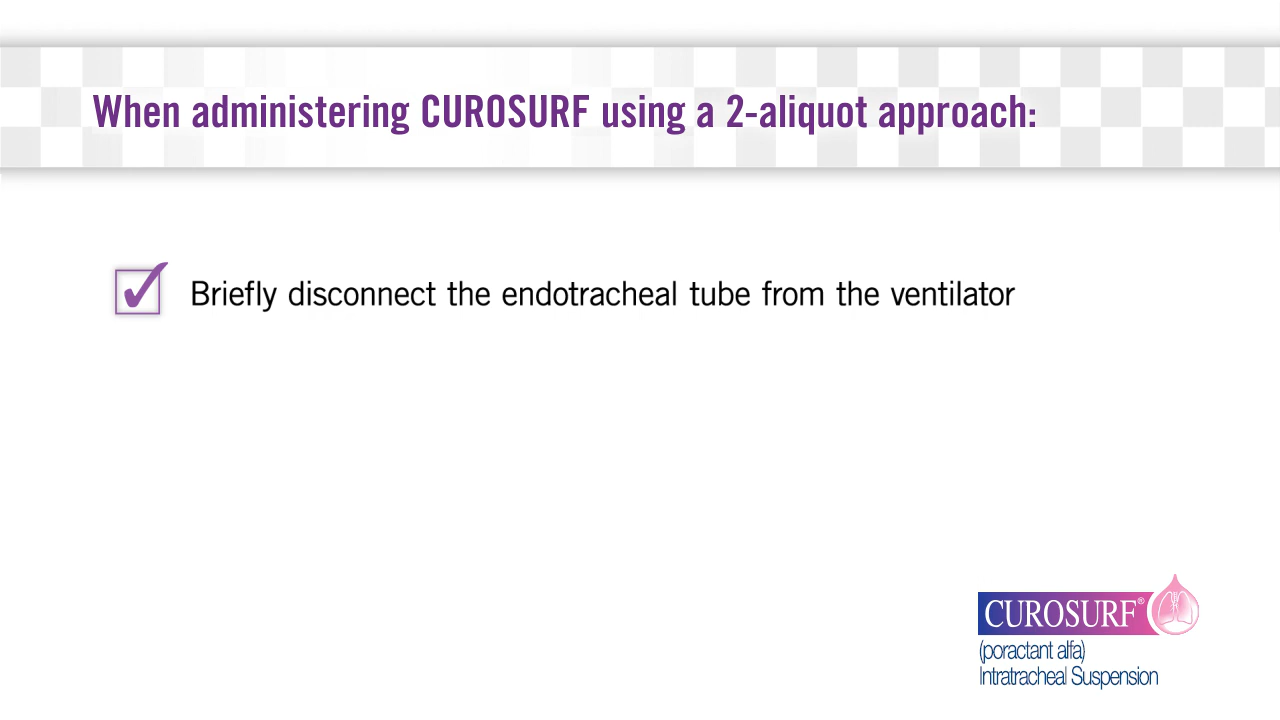 When administering CUROSURF using a 2-aliquot approach:
Briefly disconnect the endotracheal tube from the ventilator
CUROSURF®
(poractant alfa)
Intratracheal Suspension